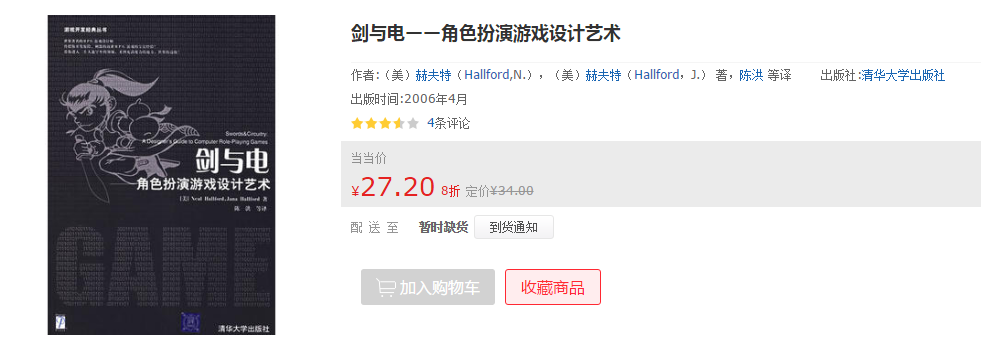 游戏开发经典丛书
Swords&Circuitry:
A Designer's Guide to Computer Role-Playing Games
剑与电
——角色扮演游戏设计艺术
[美] Neal Hallford,Jana Hallford 著
陈洪 等译
GAME
清华大学出版社
剑与电——角色扮演游戏设计艺术
作者:（美）赫夫特（Hallford,N.），（美）赫夫特（Hallford，J.） 著，陈洪 等译 出版社:清华大学出版社
出版时间:2006年4月
4条评论
当当价
¥27.20 8折 定价¥34.00
配送至 暂时缺货 到货通知
加入购物车 收藏商品